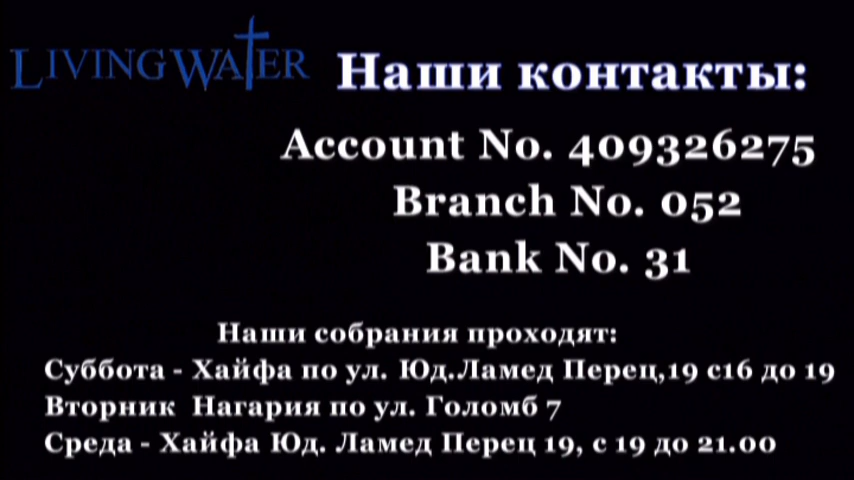 LIVING WATER
Наши контакты:
Account No. 409326275
Branch No. 052
Bank No. 31
Наши собрания проходят:
Суббота - Хайфа по ул. Юд.Ламед Перец,19 с16 до 19
Вторник  Нагария по ул. Голомб 7
Среда - Хайфа Юд. Ламед Перец 19, с 19 до 21.00